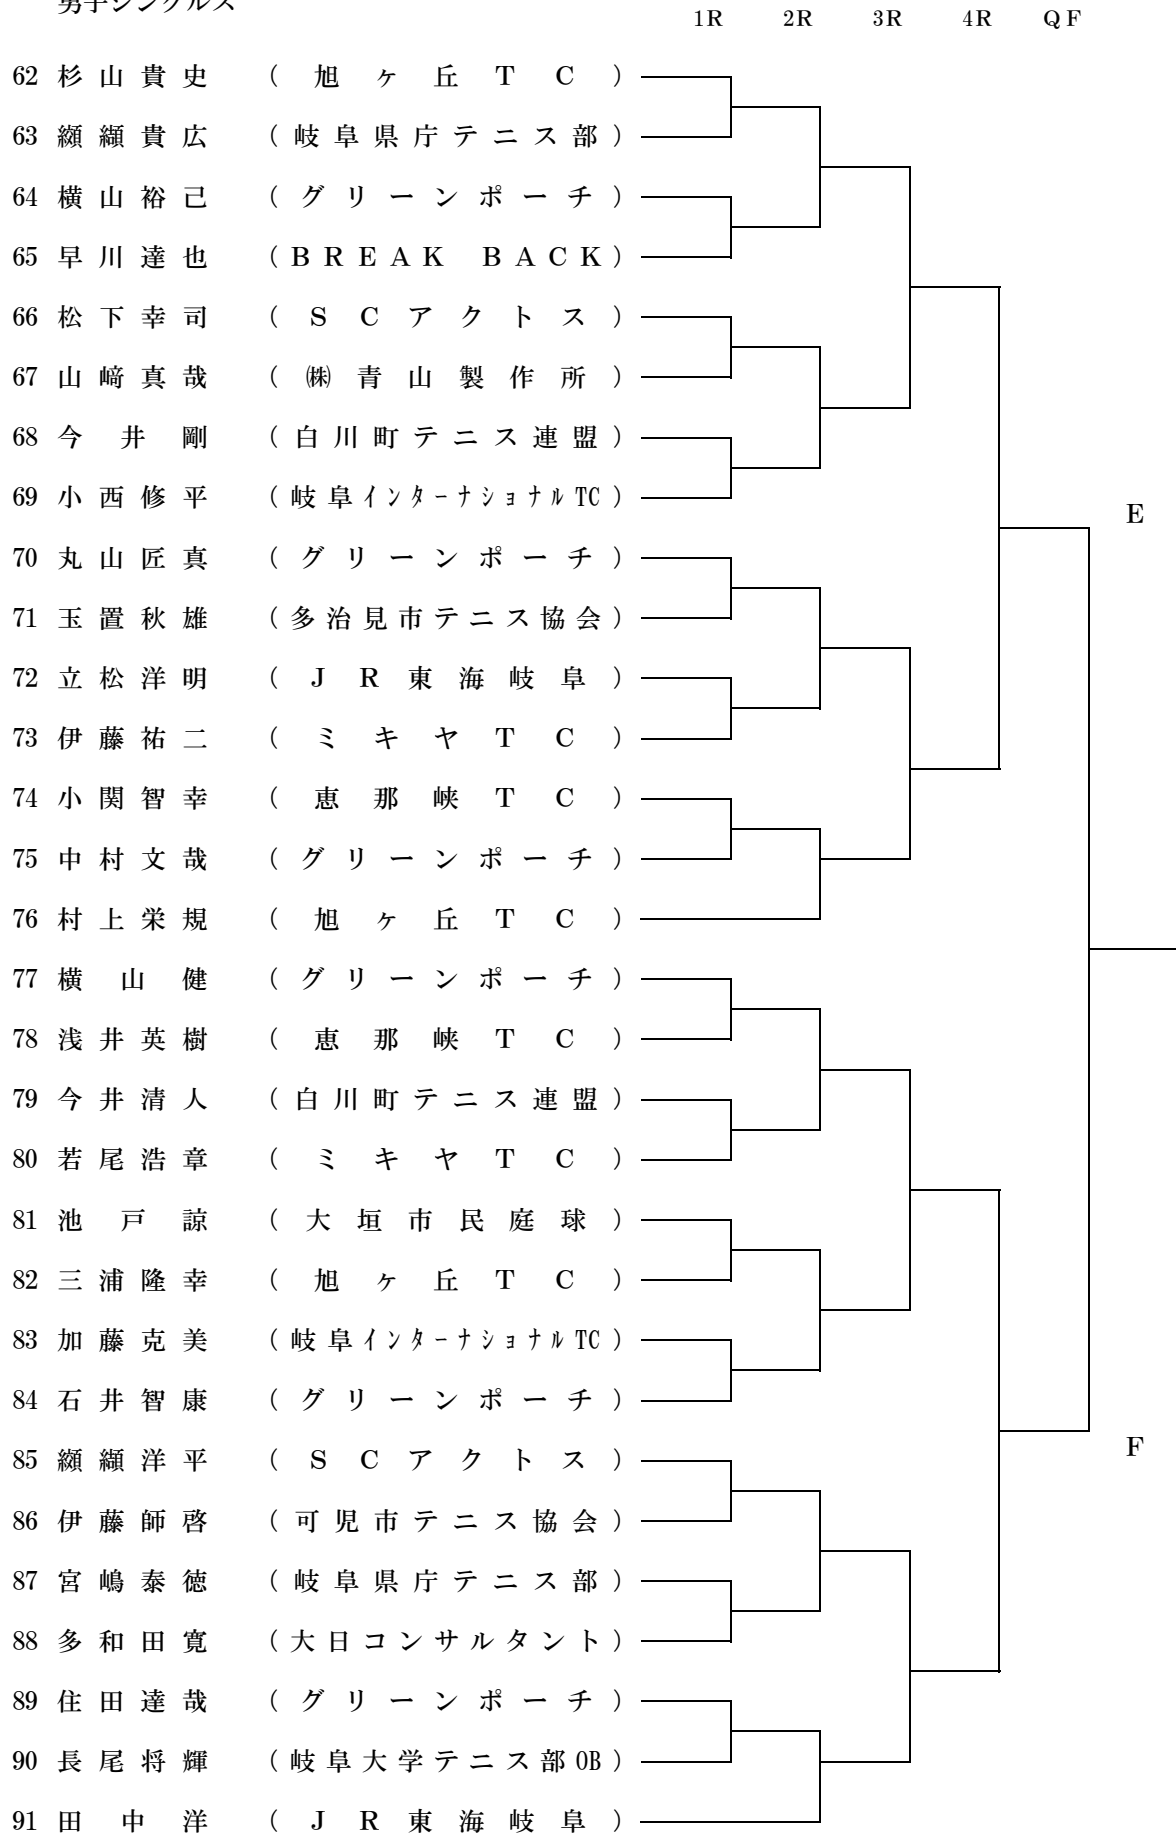 男子シングルス
1R 2R 3R 4R QF
62 杉山貴史 (旭ヶ丘TC)
63 纐纈貴広 (岐阜県庁テニス部)
64 横山裕己 (グリーンポーチ)
65 早川達也 (BREAK BACK)
66 松下幸司 (SCアクトス)
67 山﨑真哉 (㈱青山製作所)
68 今井剛 (白川町テニス連盟)
69 小西修平 (岐阜インターナショナルTC)
E
70 丸山匠真 (グリーンポーチ)
71 玉置秋雄 (多治見市テニス協会)
72 立松洋明 (JR東海岐阜)
73 伊藤祐二 (ミキヤTC)
74 小関智幸 (恵那峡TC)
75 中村文哉 (グリーンポーチ)
76 村上栄規 (旭ヶ丘TC)
77 横山健 (グリーンポーチ)
78 浅井英樹 (恵那峡TC)
79 今井清人 (白川町テニス連盟)
80 若尾浩章 (ミキヤTC)
81 池戸諒 (大垣市民庭球)
82 三浦隆幸 (旭ヶ丘TC)
83 加藤克美 (岐阜インターナショナルTC)
84 石井智康 (グリーンポーチ)
F
85 纐纈洋平 (SCアクトス)
86 伊藤師啓 (可児市テニス協会)
87 宮嶋泰徳 (岐阜県庁テニス部)
88 多和田寛 (大日コンサルタント)
89 住田達哉 (グリーンポーチ)
90 長尾将輝 (岐阜大学テニス部OB)
91 田中洋 (JR東海岐阜)